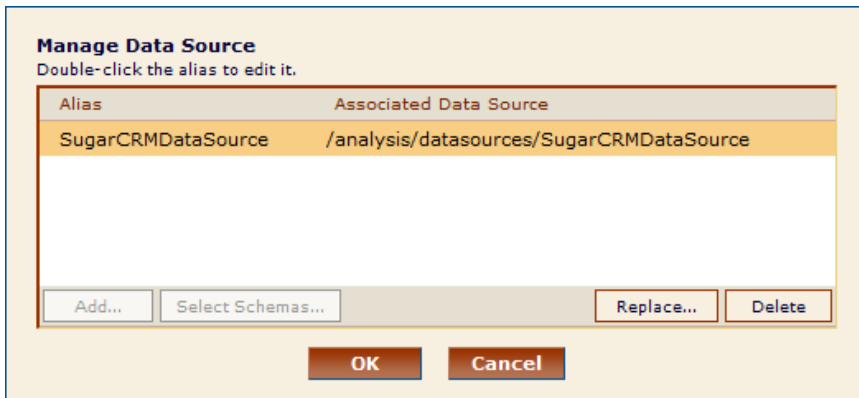 Manage Data Source
Double-click the alias to edit it.
Alias Associated Data Source
SugarCRMDataSource /analysis/datasources/SugarCRMDataSource
Add... Select Schemas... Replace... Delete
OK Cancel